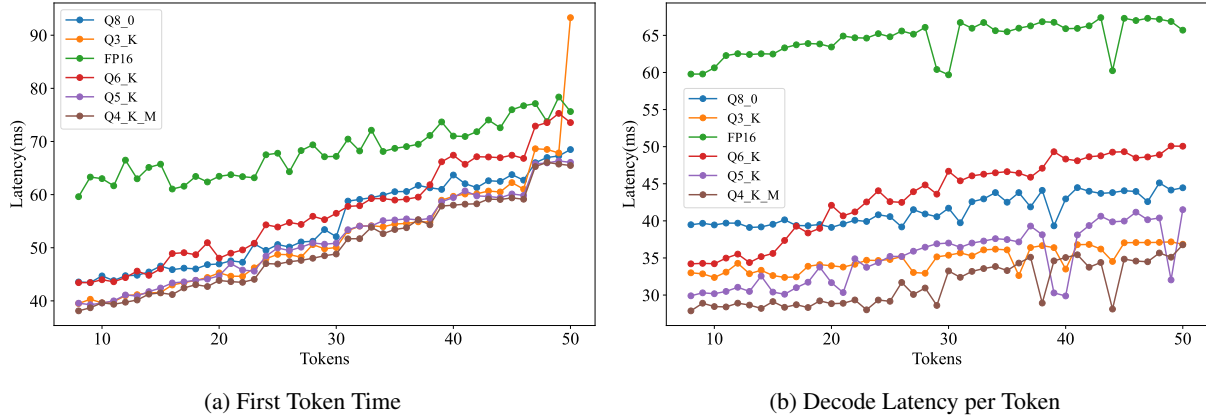 90
80
70
60
50
40
Latency(ms)
Q8_0
Q3_K
FP16
Q6_K
Q5_K
Q4_K_M
10
20
30
40
50
Tokens
(a) First Token Time
65
60
55
50
45
40
35
30
Latency(ms)
Q8_0
Q3_K
FP16
Q6_K
Q5_K
Q4_K_M
10
20
30
40
50
Tokens
(b) Decode Latency per Token